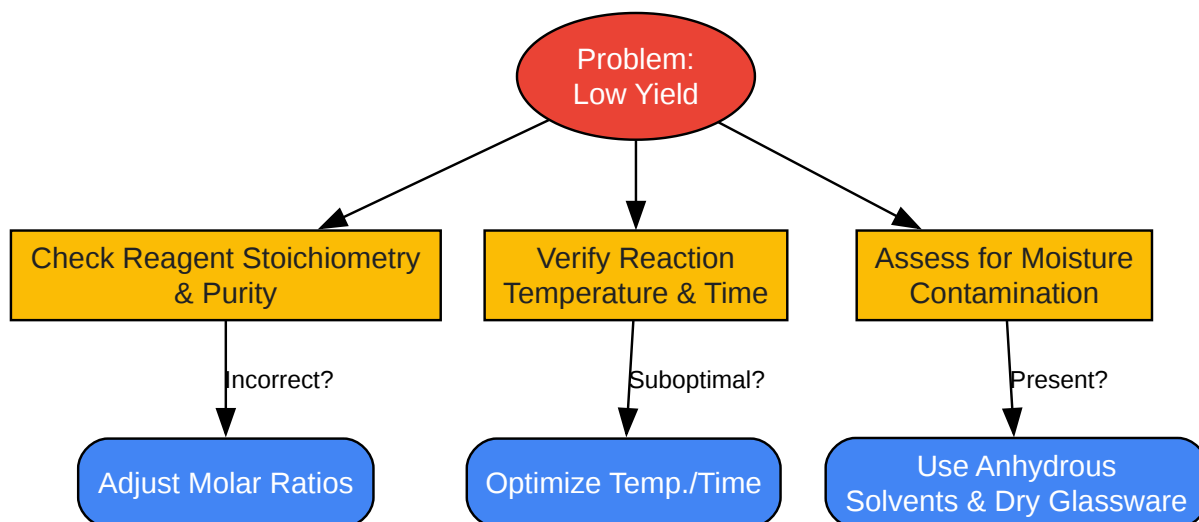 Problem:
Low Yield
Check Reagent Stoichiometry
& Purity
Verify Reaction
Temperature & Time
Assess for Moisture
Contamination
Incorrect?
Suboptimal?
Present?
Adjust Molar Ratios
Optimize Temp./Time
Use Anhydrous
Solvents & Dry Glassware